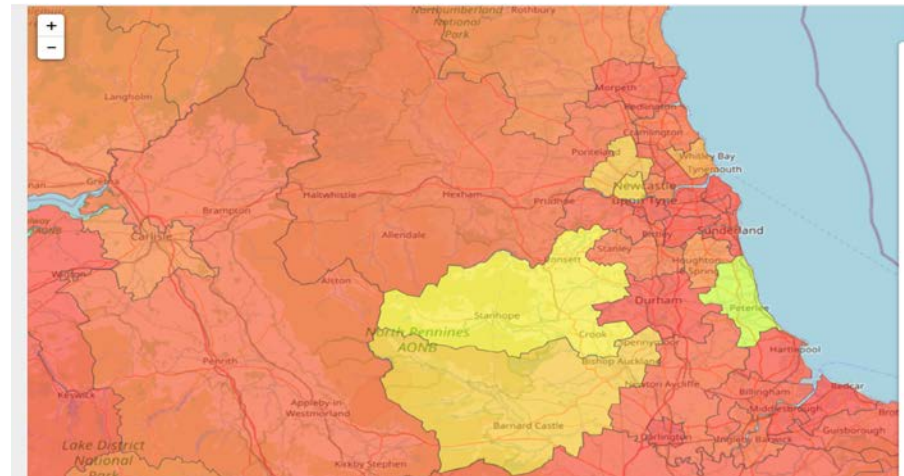 +
−
Northumberland
National
Park
Rothbury
Langholm
Morpeth
Bedlington
Cramlington
Ponteland
Whitley Bay
Tynemouth
Newcastle
upon Tyne
Gretna
Brampton
Haltwhistle
Hexham
Prudhoe
Carlisle
Allendale
Stanley
Sunderland
Houghton
Spring
Consett
Wigton
Alston
Durham
Peterlee
Stanhope
North Pennines
AONB
Crook
Spennymoor
Bishop Auckland
Hartlepool
Penrith
Newton Aycliffe
Billingham
Redcar
Keswick
Appleby-in-
Westmorland
Middlesbrough
Barnard Castle
Guisborough
Darlington
Ingleby Barwick
Lake District
National
Park
Kirkby Stephen